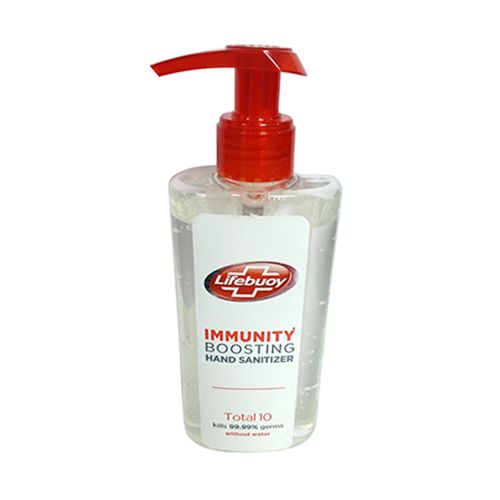 Lifebuoy
IMMUNITY
BOOSTING
HAND SANITIZER
Total 10
kills 99.99% germs
without water